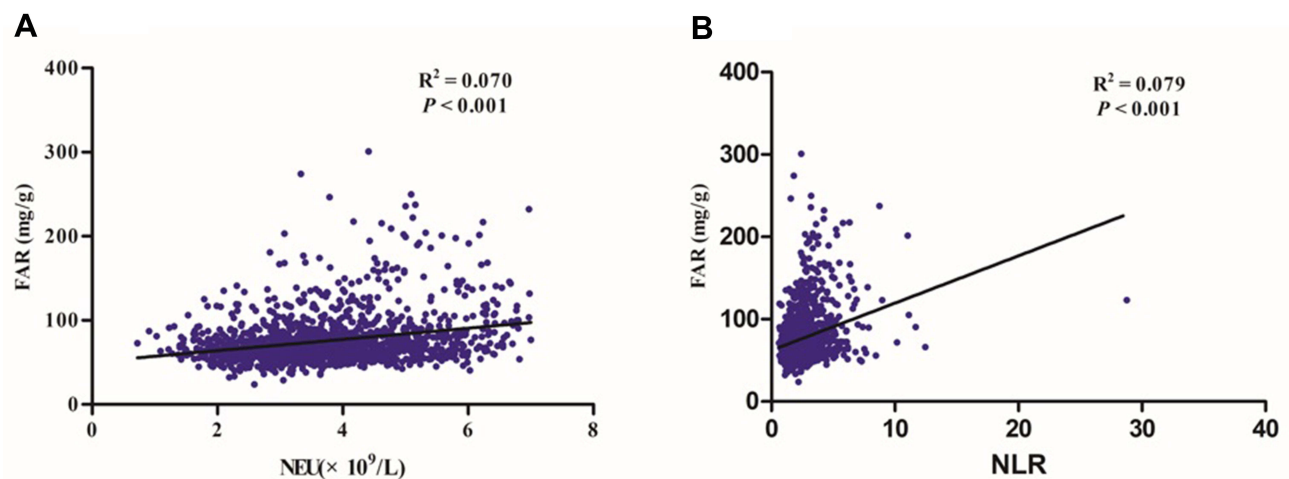 A
R² = 0.070
P < 0.001
400
300
200
100
0
FAR (mg/g)
0 2 4 6 8
NEU(× 10⁹/L)
B
R² = 0.079
P < 0.001
400
300
200
100
0
FAR (mg/g)
0 10 20 30 40
NLR